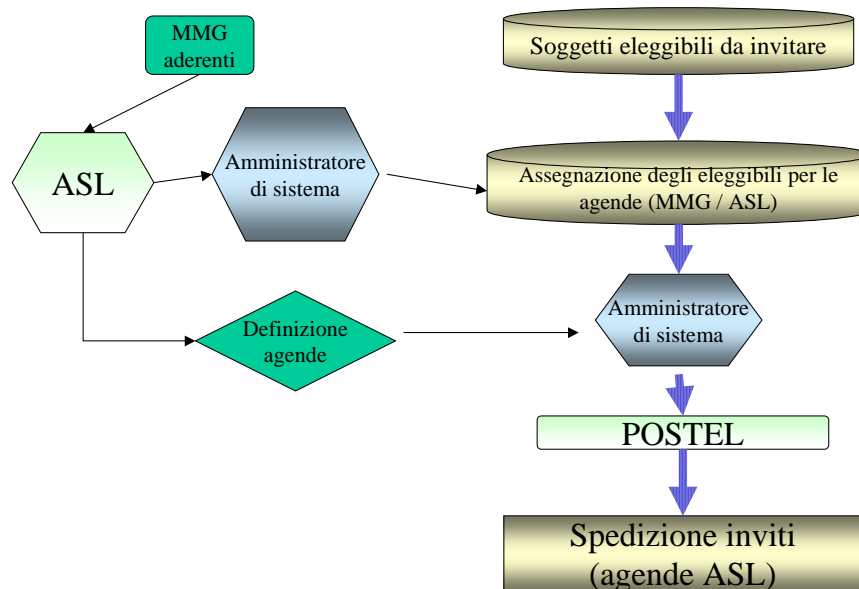 MMG
aderenti
Soggetti eleggibili da invitare
ASL
Amministratore
di sistema
Assegnazione degli eleggibili per le
agende (MMG / ASL)
Definizione
agende
Amministratore
di sistema
POSTEL
Spedizione inviti
(agende ASL)